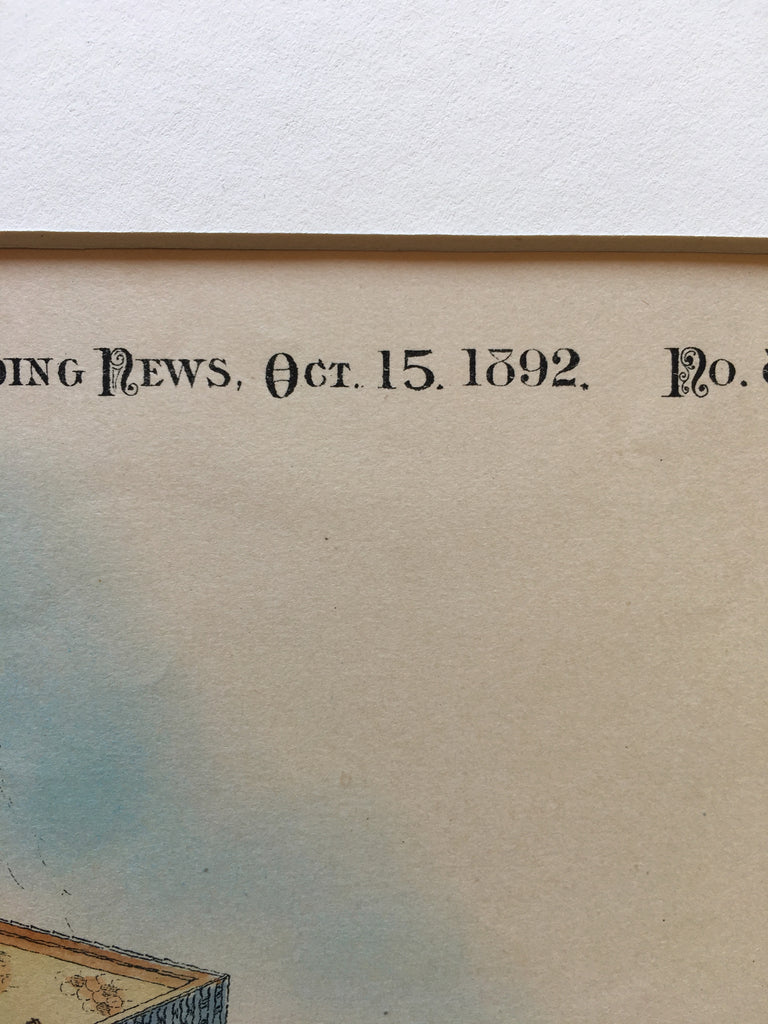 ding News, Oct. 15. 1892. No.